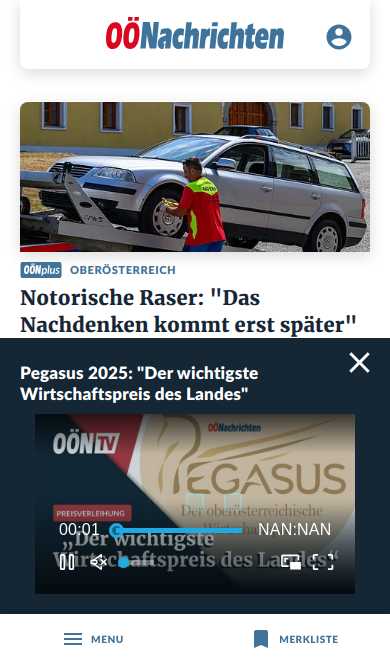 OÖNachrichten
OÖNplus OBERÖSTERREICH
Notorische Raser: "Das
Nachdenken kommt erst später"
Pegasus 2025: "Der wichtigste
Wirtschaftspreis des Landes"
OÖN TV
OÖNachrichten
PEGASUS
PREISVERLEIHUNG
Der oberösterreichische
00:01
NAN:NAN
„Der wichtigste
Wirtschaftspreis des Landes“
MENU
MERKLISTE